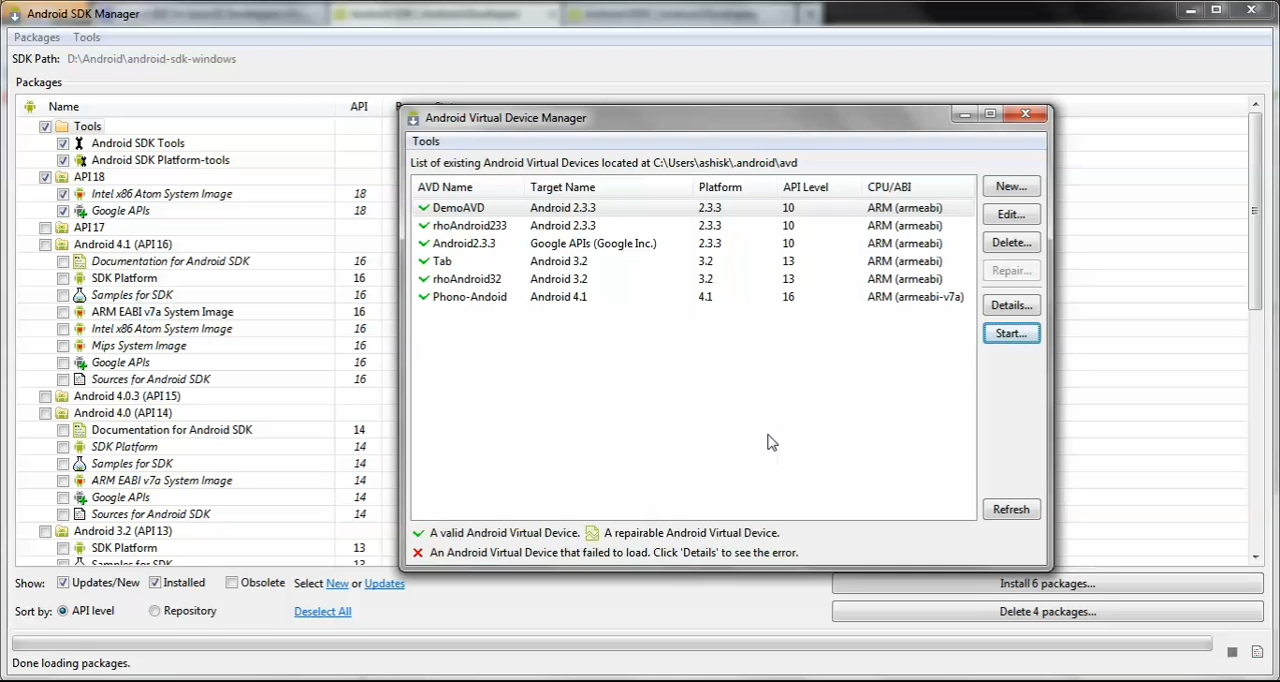 Android SDK Manager
Packages Tools
SDK Path: D:\Android\android-sdk-windows
Packages
Name API
Tools
Android SDK Tools
Android SDK Platform-tools
API 18
Intel x86 Atom System Image 18
Google APIs 18
API 17
Android 4.1 (API 16)
Documentation for Android SDK 16
SDK Platform 16
Samples for SDK 16
ARM EABI v7a System Image 16
Intel x86 Atom System Image 16
Mips System Image 16
Google APIs 16
Sources for Android SDK 16
Android 4.0.3 (API 15)
Android 4.0 (API 14)
Documentation for Android SDK 14
SDK Platform 14
Samples for SDK 14
ARM EABI v7a System Image 14
Google APIs 14
Sources for Android SDK 14
Android 3.2 (API 13)
SDK Platform 13
Samples for SDK 13
Android Virtual Device Manager
Tools
List of existing Android Virtual Devices located at C:\Users\ashisk\.android\avd
AVD Name Target Name Platform API Level CPU/ABI
DemoAVD Android 2.3.3 2.3.3 10 ARM (armeabi)
rhoAndroid233 Android 2.3.3 2.3.3 10 ARM (armeabi)
Android2.3.3 Google APIs (Google Inc.) 2.3.3 10 ARM (armeabi)
Tab Android 3.2 3.2 13 ARM (armeabi)
rhoAndroid32 Android 3.2 3.2 13 ARM (armeabi)
Phono-Andoid Android 4.1 4.1 16 ARM (armeabi-v7a)
New...
Edit...
Delete...
Repair...
Details...
Start...
Refresh
A valid Android Virtual Device. A repairable Android Virtual Device.
An Android Virtual Device that failed to load. Click 'Details' to see the error.
Show: Updates/New Installed Obsolete Select New or Updates
Install 6 packages...
Sort by: API level Repository Deselect All
Delete 4 packages...
Done loading packages.